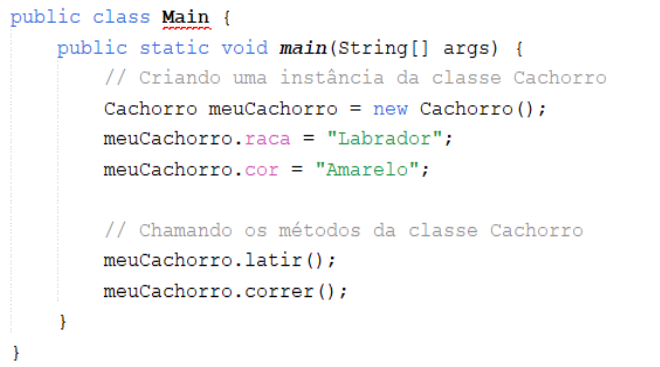 public class Main {
    public static void main(String[] args) {
        // Criando uma instância da classe Cachorro
        Cachorro meuCachorro = new Cachorro();
        meuCachorro.raca = "Labrador";
        meuCachorro.cor = "Amarelo";

        // Chamando os métodos da classe Cachorro
        meuCachorro.latir();
        meuCachorro.correr();
    }
}